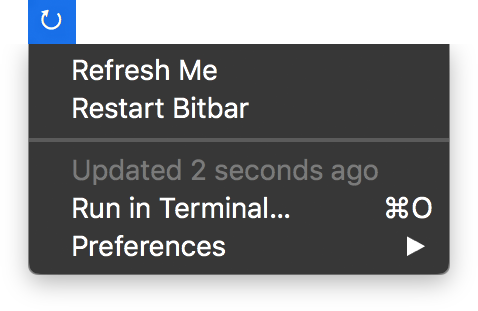 Refresh Me
Restart Bitbar
Updated 2 seconds ago
Run in Terminal... ⌘O
Preferences